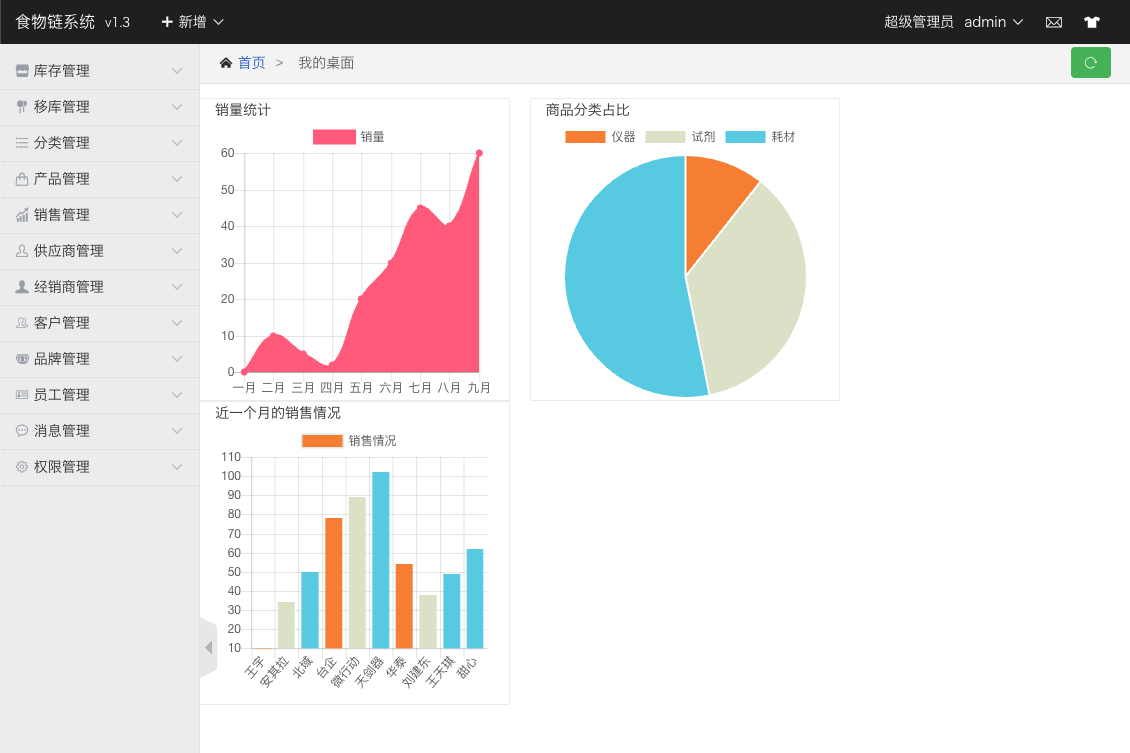 食物链系统 v1.3 新增 超级管理员 admin
首页 > 我的桌面
库存管理
移库管理
分类管理
产品管理
销售管理
供应商管理
经销商管理
客户管理
品牌管理
员工管理
消息管理
权限管理
销量统计
销量
60
50
40
30
20
10
0
一月 二月 三月 四月 五月 六月 七月 八月 九月
商品分类占比
仪器 试剂 耗材
近一个月的销售情况
销售情况
110
100
90
80
70
60
50
40
30
20
10
王宇 安其拉 北域 台企 微行动 天剑器 华泰 刘建东 王天琪 甜心